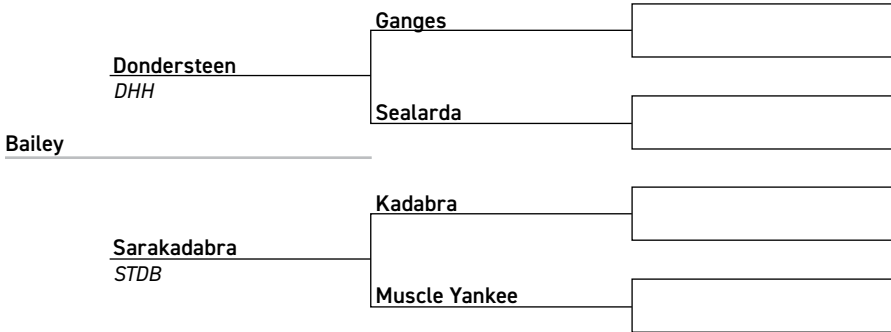 Ganges
Dondersteen
DHH
Sealarda
Bailey
Kadabra
Sarakadabra
STDB
Muscle Yankee